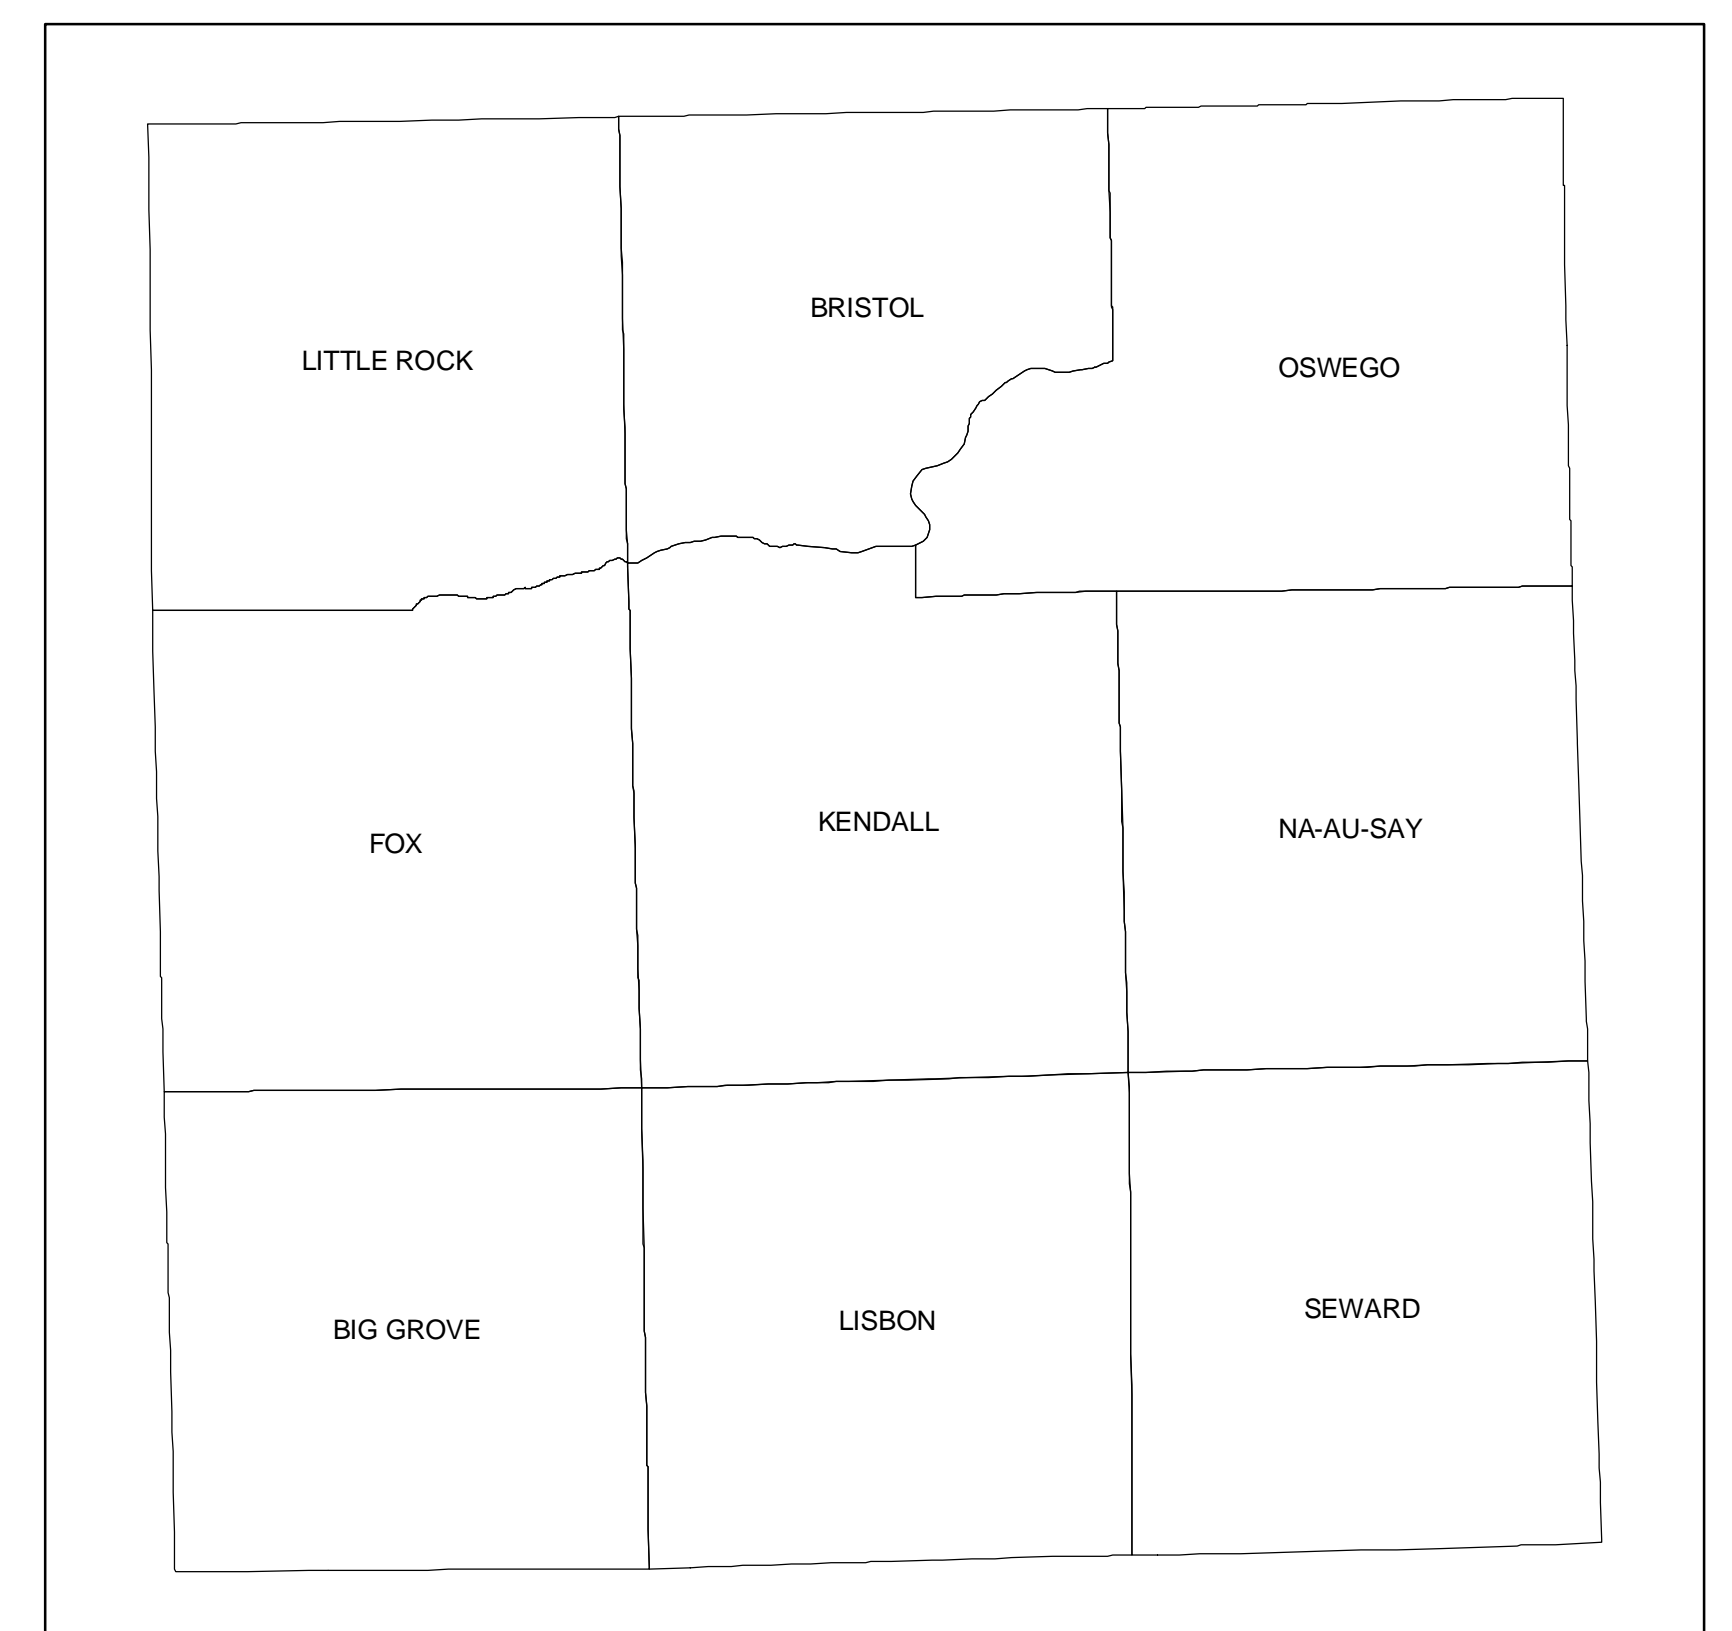 BRISTOL
LITTLE ROCK
OSWEGO
KENDALL
NA-AU-SAY
FOX
SEWARD
LISBON
BIG GROVE